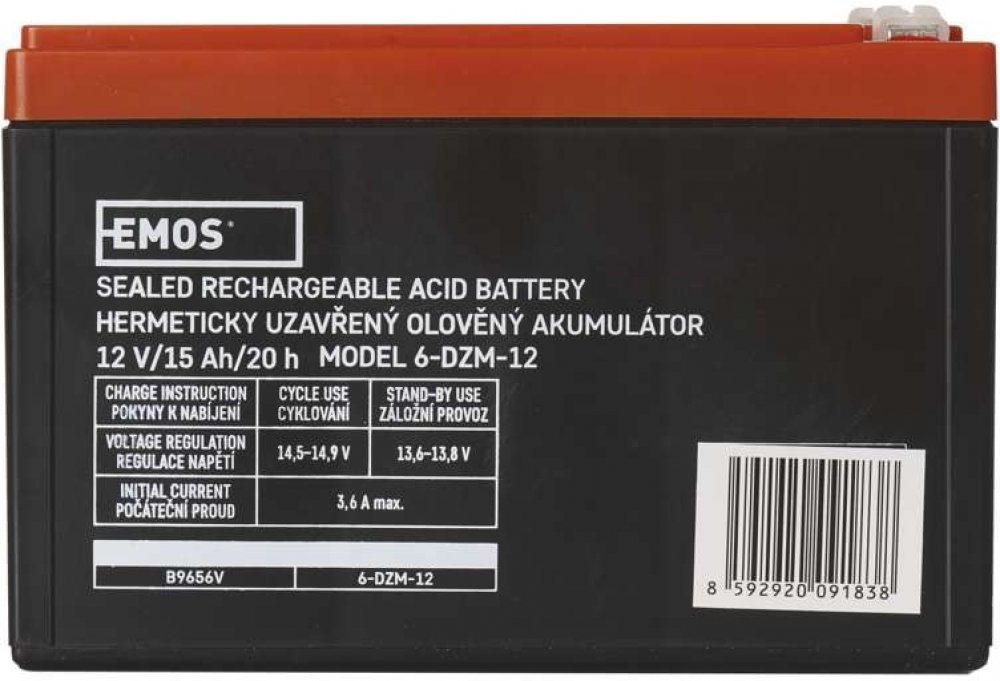 EMOS®
SEALED RECHARGEABLE ACID BATTERY
HERMETICKY UZAVŘENÝ OLOVĚNÝ AKUMULÁTOR
12 V/15 Ah/20 h MODEL 6-DZM-12
CHARGE INSTRUCTION CYCLE USE STAND-BY USE
POKYNY K NABÍJENÍ CYKLOVÁNÍ ZÁLOŽNÍ PROVOZ
VOLTAGE REGULATION
REGULACE NAPĚTÍ 14,5–14,9 V 13,6–13,8 V
INITIAL CURRENT
POČÁTEČNÍ PROUD 3,6 A max.
B9656V 6-DZM-12
8 592920 091838